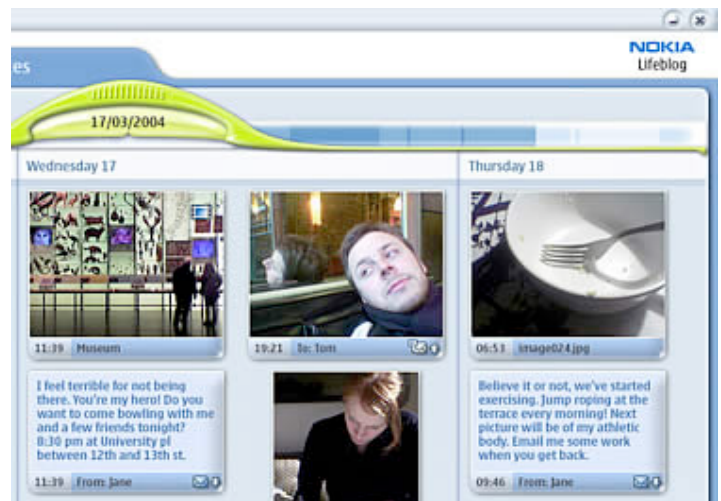 NOKIA
Lifeblog
es
17/03/2004
Wednesday 17
Thursday 18
11:39 Museum
19:21 To: Tom
06:53 image024.jpg
I feel terrible for not being
there. You're my hero! Do you
want to come bowling with me
and a few friends tonight?
8:30 pm at University pl
between 12th and 13th st.
11:39 From: Jane
Believe it or not, we've started
exercising. Jump roping at the
terrace every morning! Next
picture will be of my athletic
body. Email me some work
when you get back.
09:46 From: Jane